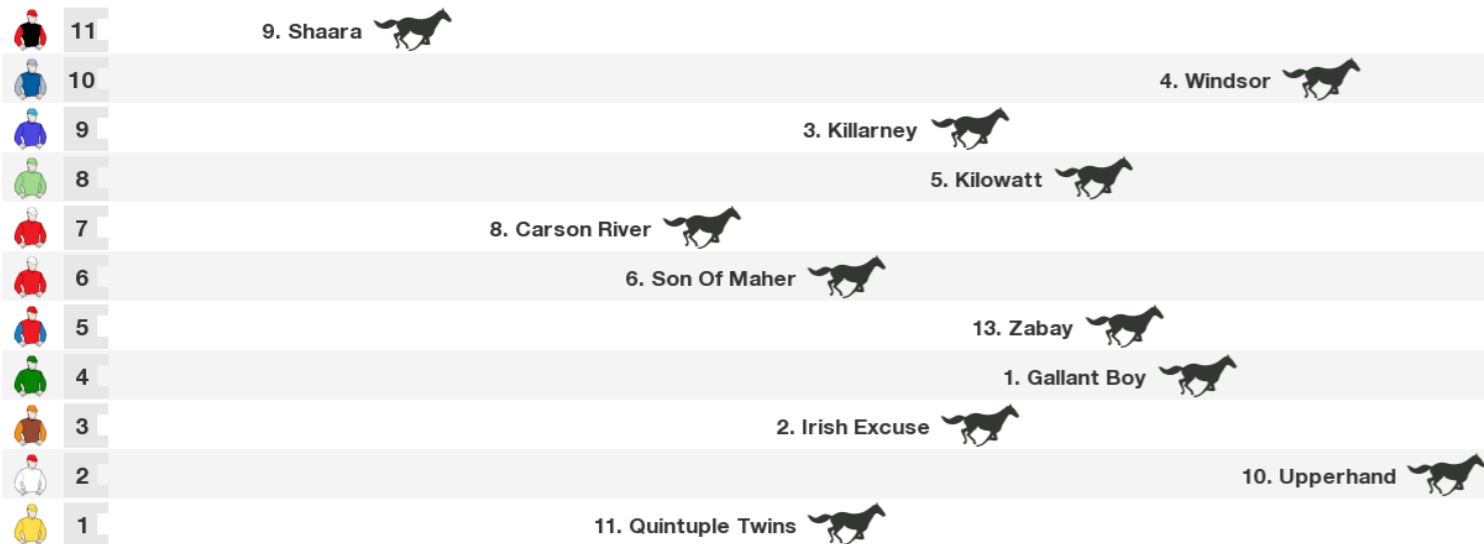 11 9. Shaara
10 4. Windsor
9 3. Killarney
8 5. Kilowatt
7 8. Carson River
6 6. Son Of Maher
5 13. Zabay
4 1. Gallant Boy
3 2. Irish Excuse
2 10. Upperhand
1 11. Quintuple Twins